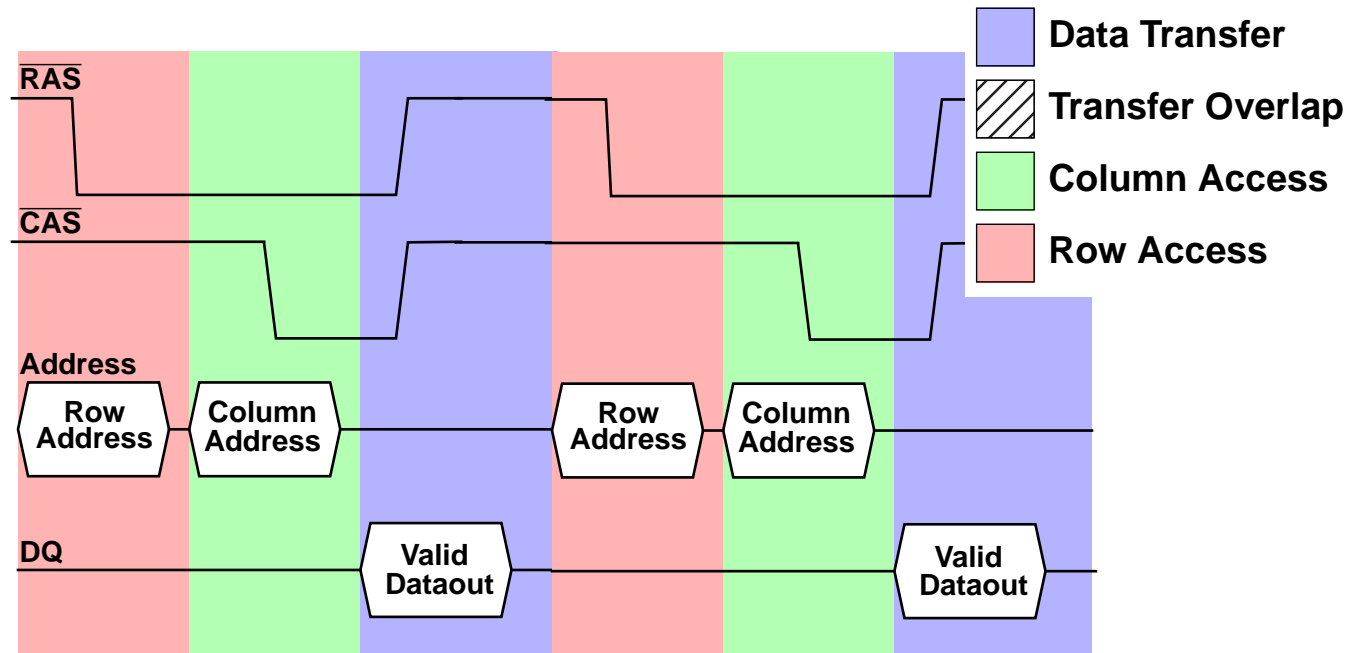 Data Transfer
Transfer Overlap
Column Access
Row Access
RAS
CAS
Address
Row
Address
Column
Address
Row
Address
Column
Address
DQ
Valid
Dataout
Valid
Dataout